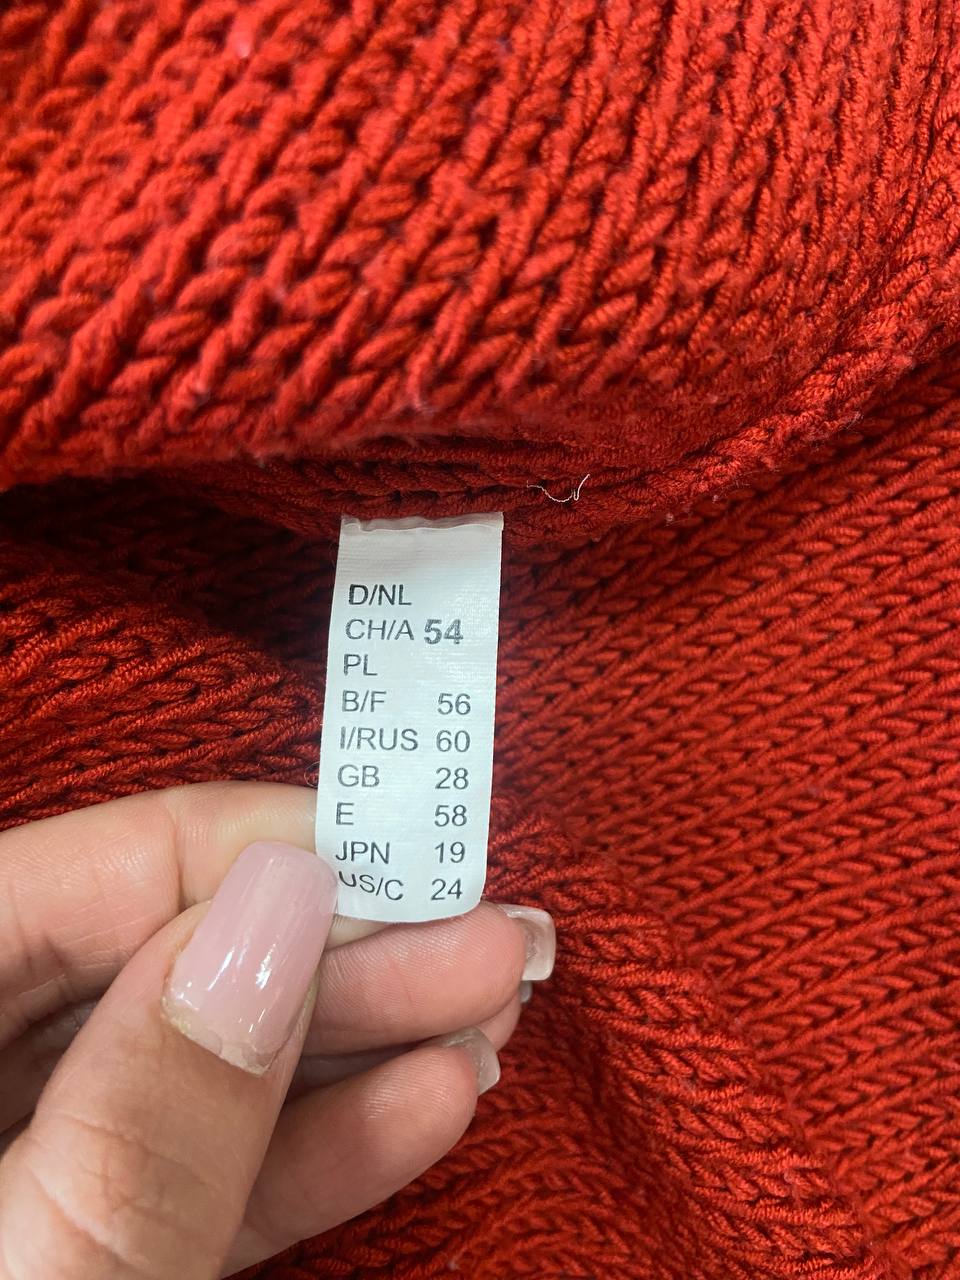 D/NL
CH/A 54
PL
B/F 56
I/RUS 60
GB 28
E 58
JPN 19
US/C 24